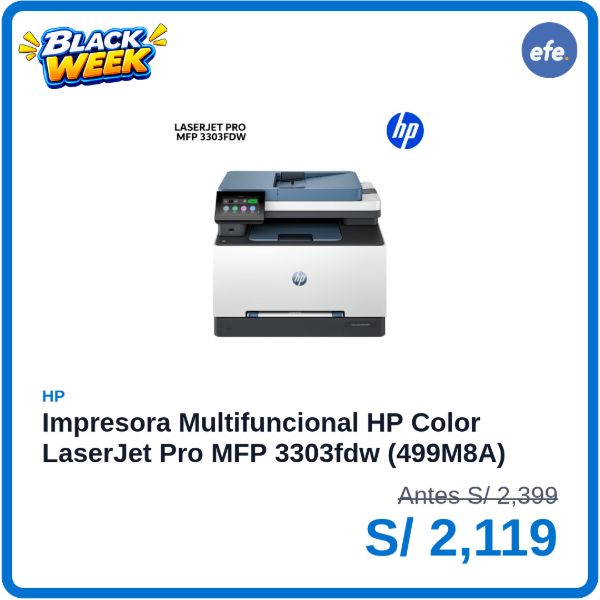 BLACK
WEEK
efe.
LASERJET PRO
MFP 3303FDW
hp
HP
Impresora Multifuncional HP Color
LaserJet Pro MFP 3303fdw (499M8A)
Antes S/ 2,399
S/ 2,119